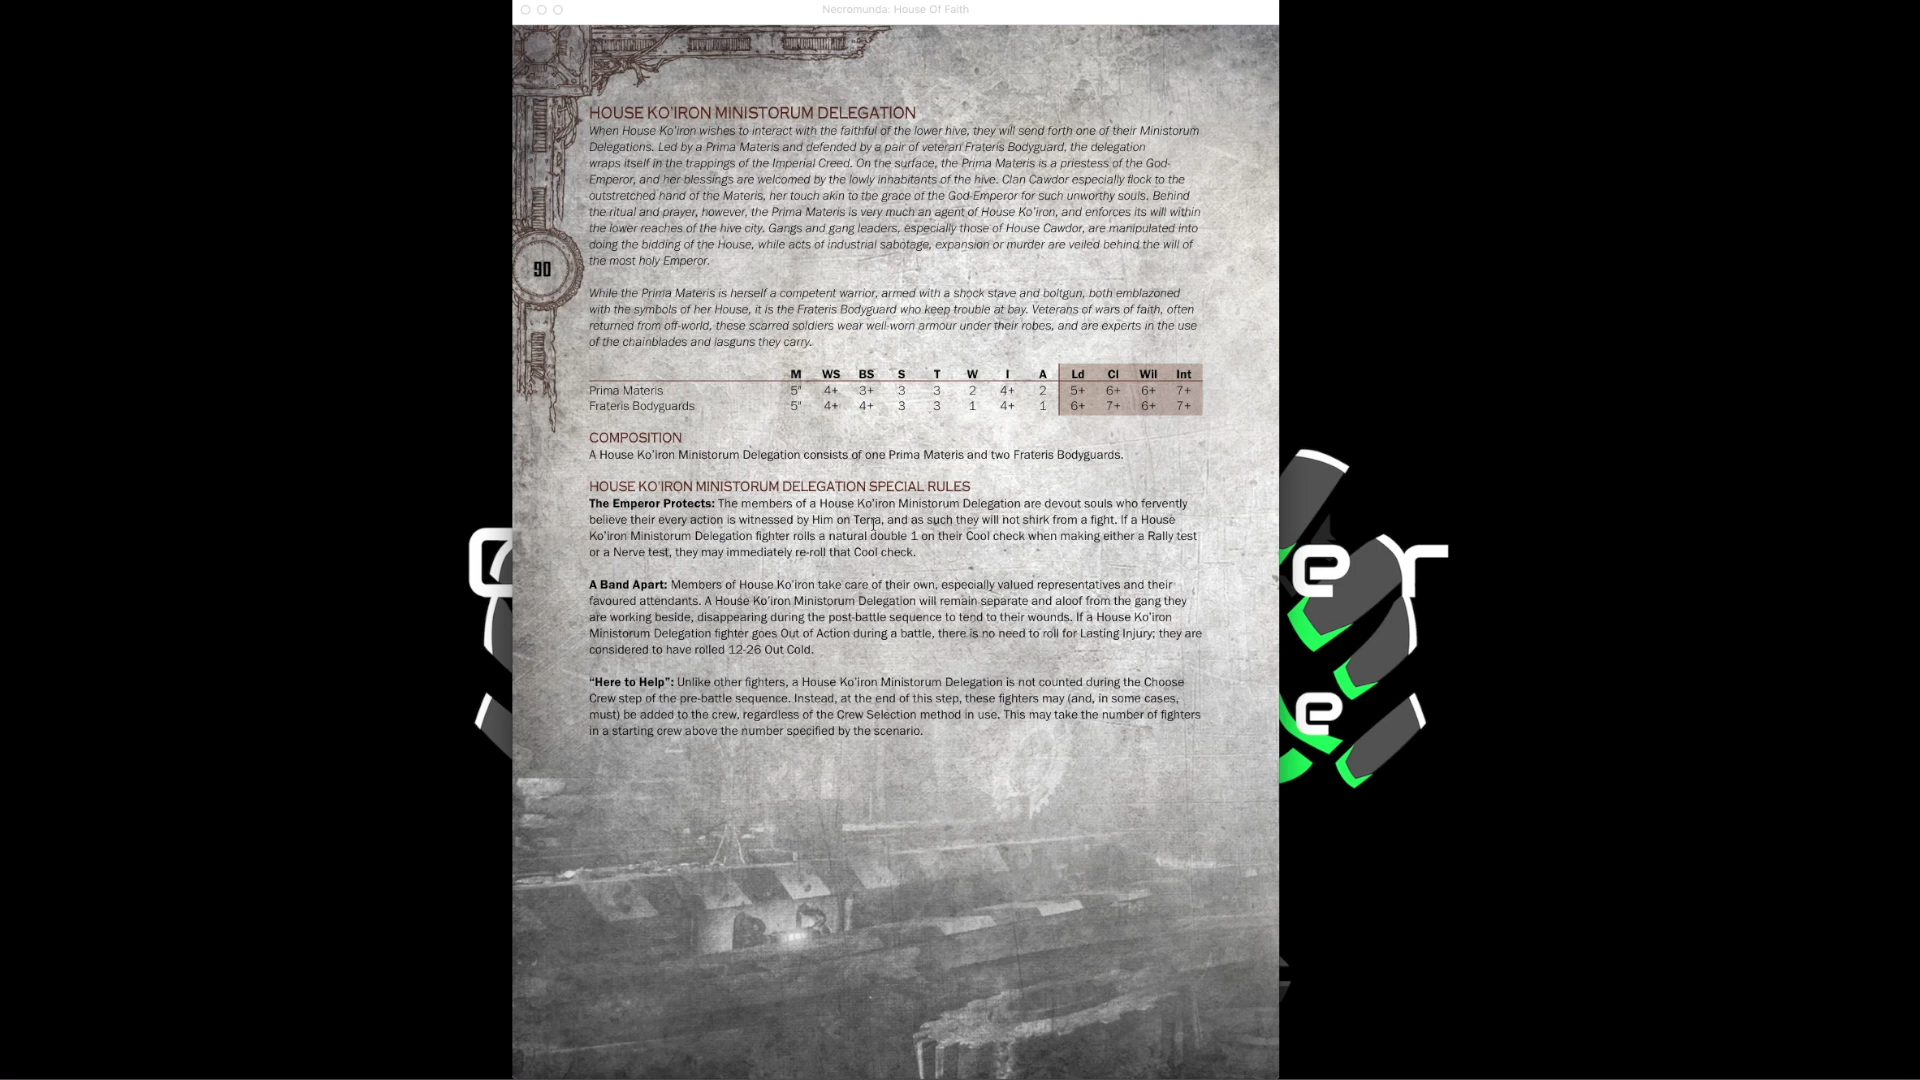 Necromunda: House Of Faith
HOUSE KO'IRON MINISTORUM DELEGATION
When House Ko'iron wishes to interact with the faithful of the lower hive, they will send forth one of their Ministorum
Delegations. Led by a Prima Materis and defended by a pair of veteran Frateris Bodyguard, the delegation
wraps itself in the trappings of the Imperial Creed. On the surface, the Prima Materis is a priestess of the God-
Emperor, and her blessings are welcomed by the lowly inhabitants of the hive. Clan Cawdor especially flock to the
outstretched hand of the Materis, her touch akin to the grace of the God-Emperor for such unworthy souls. Behind
the ritual and prayer, however, the Prima Materis is very much an agent of House Ko'iron, and enforces its will within
the lower reaches of the hive city. Gangs and gang leaders, especially those of House Cawdor, are manipulated into
doing the bidding of the House, while acts of industrial sabotage, expansion or murder are veiled behind the will of
the most holy Emperor.
90
While the Prima Materis is herself a competent warrior, armed with a shock stave and boltgun, both emblazoned
with the symbols of her House, it is the Frateris Bodyguard who keep trouble at bay. Veterans of wars of faith, often
returned from off-world, these scarred soldiers wear well-worn armour under their robes, and are experts in the use
of the chainblades and lasguns they carry.
M WS BS S T W I A Ld Cl Wil Int
Prima Materis 5" 4+ 3+ 3 3 2 4+ 2 5+ 6+ 6+ 7+
Frateris Bodyguards 5" 4+ 4+ 3 3 1 4+ 1 6+ 7+ 6+ 7+
COMPOSITION
A House Ko'iron Ministorum Delegation consists of one Prima Materis and two Frateris Bodyguards.
HOUSE KO'IRON MINISTORUM DELEGATION SPECIAL RULES
The Emperor Protects: The members of a House Ko'iron Ministorum Delegation are devout souls who fervently
believe their every action is witnessed by Him on Terra, and as such they will not shirk from a fight. If a House
Ko'iron Ministorum Delegation fighter rolls a natural double 1 on their Cool check when making either a Rally test
or a Nerve test, they may immediately re-roll that Cool check.
A Band Apart: Members of House Ko'iron take care of their own, especially valued representatives and their
favoured attendants. A House Ko'iron Ministorum Delegation will remain separate and aloof from the gang they
are working beside, disappearing during the post-battle sequence to tend to their wounds. If a House Ko'iron
Ministorum Delegation fighter goes Out of Action during a battle, there is no need to roll for Lasting Injury; they are
considered to have rolled 12-26 Out Cold.
"Here to Help": Unlike other fighters, a House Ko'iron Ministorum Delegation is not counted during the Choose
Crew step of the pre-battle sequence. Instead, at the end of this step, these fighters may (and, in some cases,
must) be added to the crew, regardless of the Crew Selection method in use. This may take the number of fighters
in a starting crew above the number specified by the scenario.
er
e